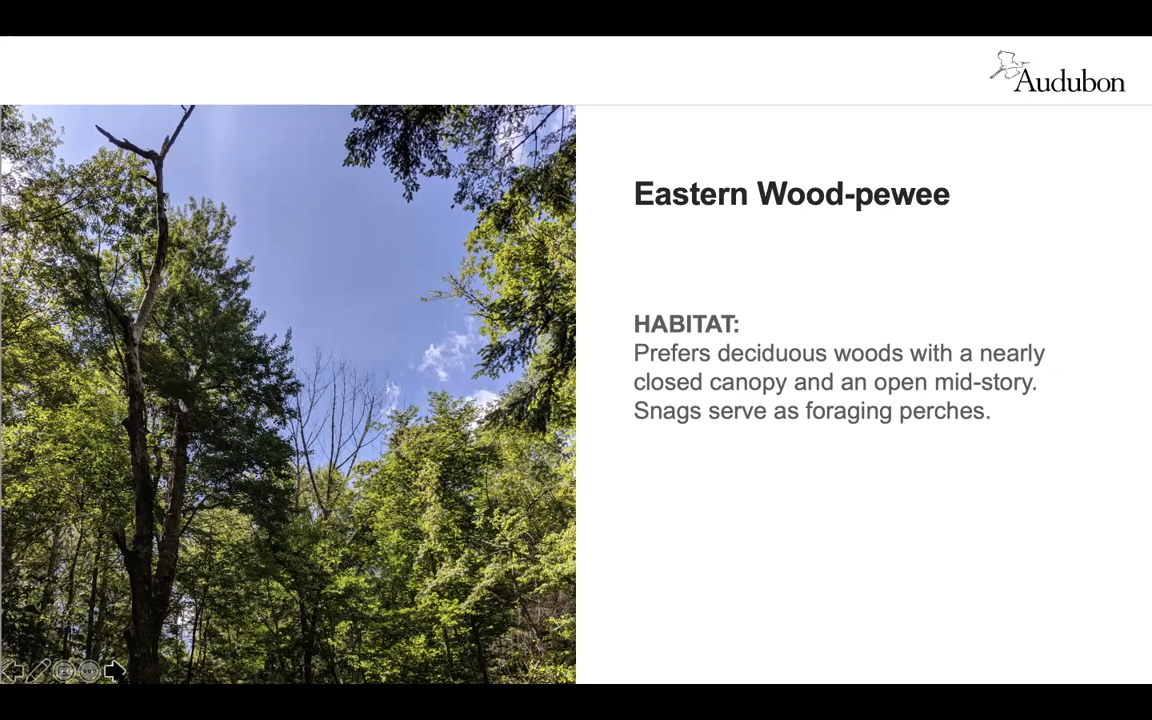 Audubon
Eastern Wood-pewee
HABITAT:
Prefers deciduous woods with a nearly
closed canopy and an open mid-story.
Snags serve as foraging perches.